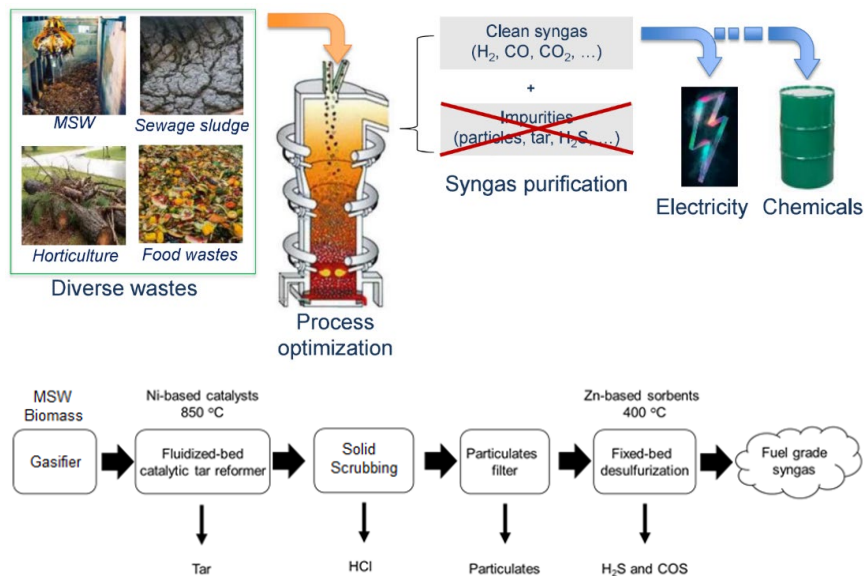 MSW
Sewage sludge
Horticulture
Food wastes
Diverse wastes
Process
optimization
Clean syngas
(H₂, CO, CO₂, …)
+
Impurities
(particles, tar, H₂S, …)
Syngas purification
Electricity
Chemicals
MSW
Biomass
Gasifier
Ni-based catalysts
850 °C
Fluidized-bed
catalytic tar reformer
Solid
Scrubbing
Particulates
filter
Zn-based sorbents
400 °C
Fixed-bed
desulfurization
Fuel grade
syngas
Tar
HCl
Particulates
H₂S and COS